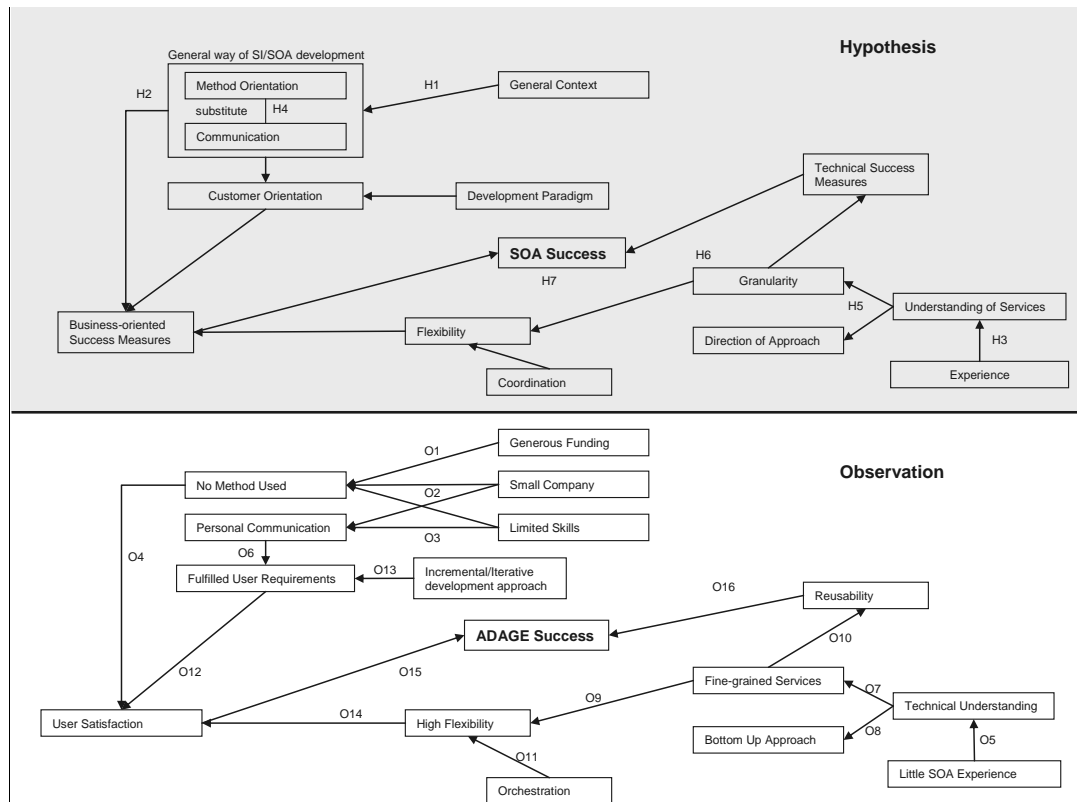 Hypothesis
General way of SI/SOA development
Method Orientation
H2
H1
General Context
substitute
H4
Communication
Technical Success
Measures
Customer Orientation
Development Paradigm
SOA Success
H6
H7
Granularity
Understanding of Services
H5
Business-oriented
Success Measures
Flexibility
Direction of Approach
H3
Coordination
Experience
Generous Funding
O1
Observation
No Method Used
Small Company
O2
Personal Communication
Limited Skills
O3
O4
O6
Fulfilled User Requirements
O13
Incremental/Iterative
development approach
O16
Reusability
ADAGE Success
O10
O12
O15
Fine-grained Services
O7
O9
Technical Understanding
User Satisfaction
O14
High Flexibility
O8
Bottom Up Approach
O5
O11
Little SOA Experience
Orchestration